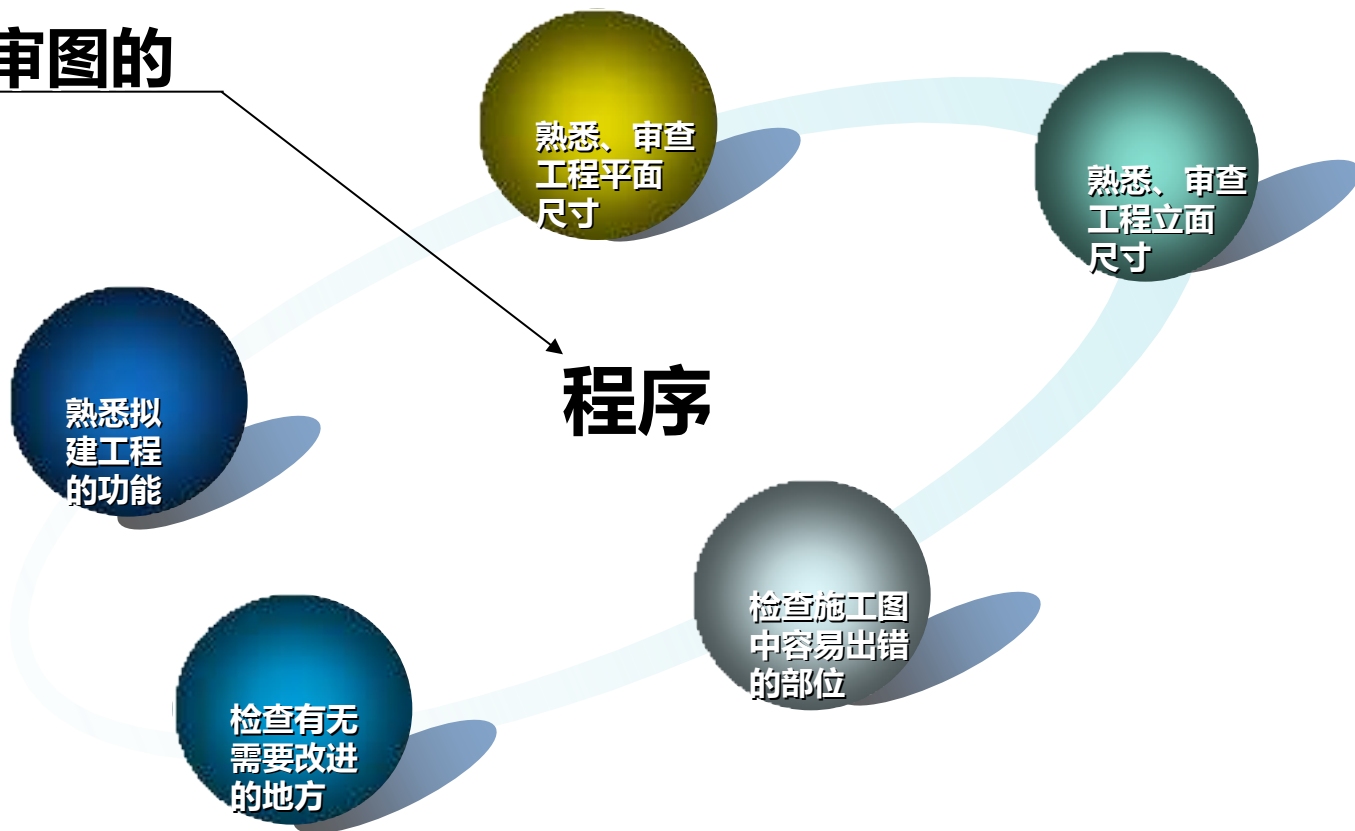 审图的
程序
熟悉拟
建工程
的功能
熟悉、审查
工程平面
尺寸
熟悉、审查
工程立面
尺寸
检查施工图
中容易出错
的部位
检查有无
需要改进
的地方